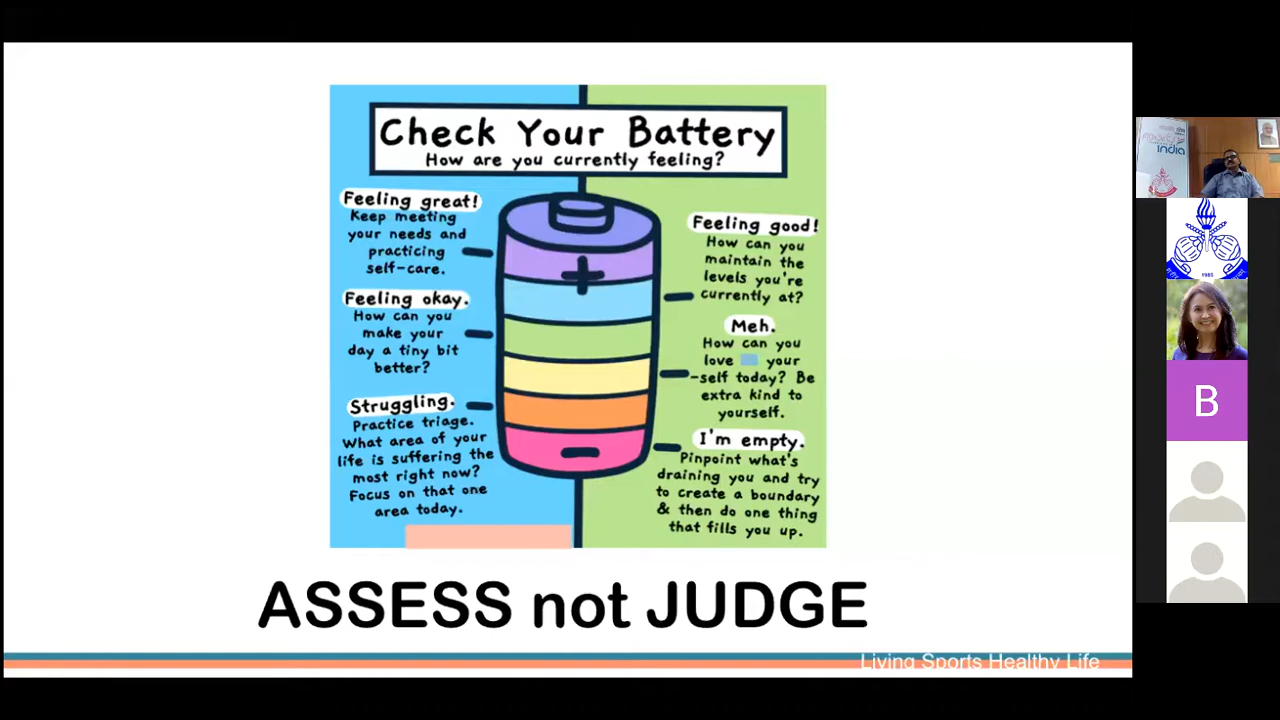 Check Your Battery
How are you currently feeling?
Feeling great!
Keep meeting
your needs and
practicing
self-care.
Feeling good!
How can you
maintain the
levels you're
currently at?
Feeling okay.
How can you
make your
day a tiny bit
better?
Meh.
How can you
love your
-self today? Be
extra kind to
yourself.
Struggling.
Practice triage.
What area of your
life is suffering the
most right now?
Focus on that one
area today.
I'm empty.
Pinpoint what's
draining you and try
to create a boundary
& then do one thing
that fills you up.
ASSESS not JUDGE
Living Sports Healthy Life
India
1985
B